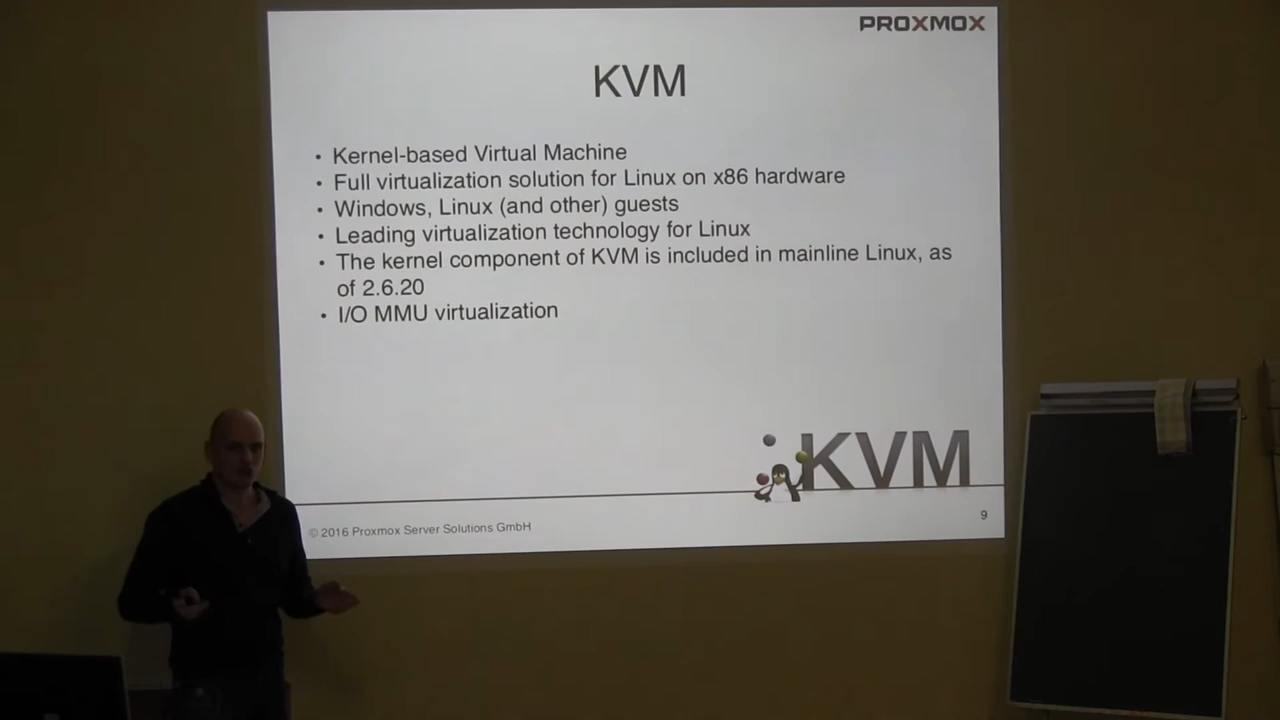 PROXMOX
KVM
• Kernel-based Virtual Machine
• Full virtualization solution for Linux on x86 hardware
• Windows, Linux (and other) guests
• Leading virtualization technology for Linux
• The kernel component of KVM is included in mainline Linux, as
of 2.6.20
• I/O MMU virtualization
KVM
© 2016 Proxmox Server Solutions GmbH
9